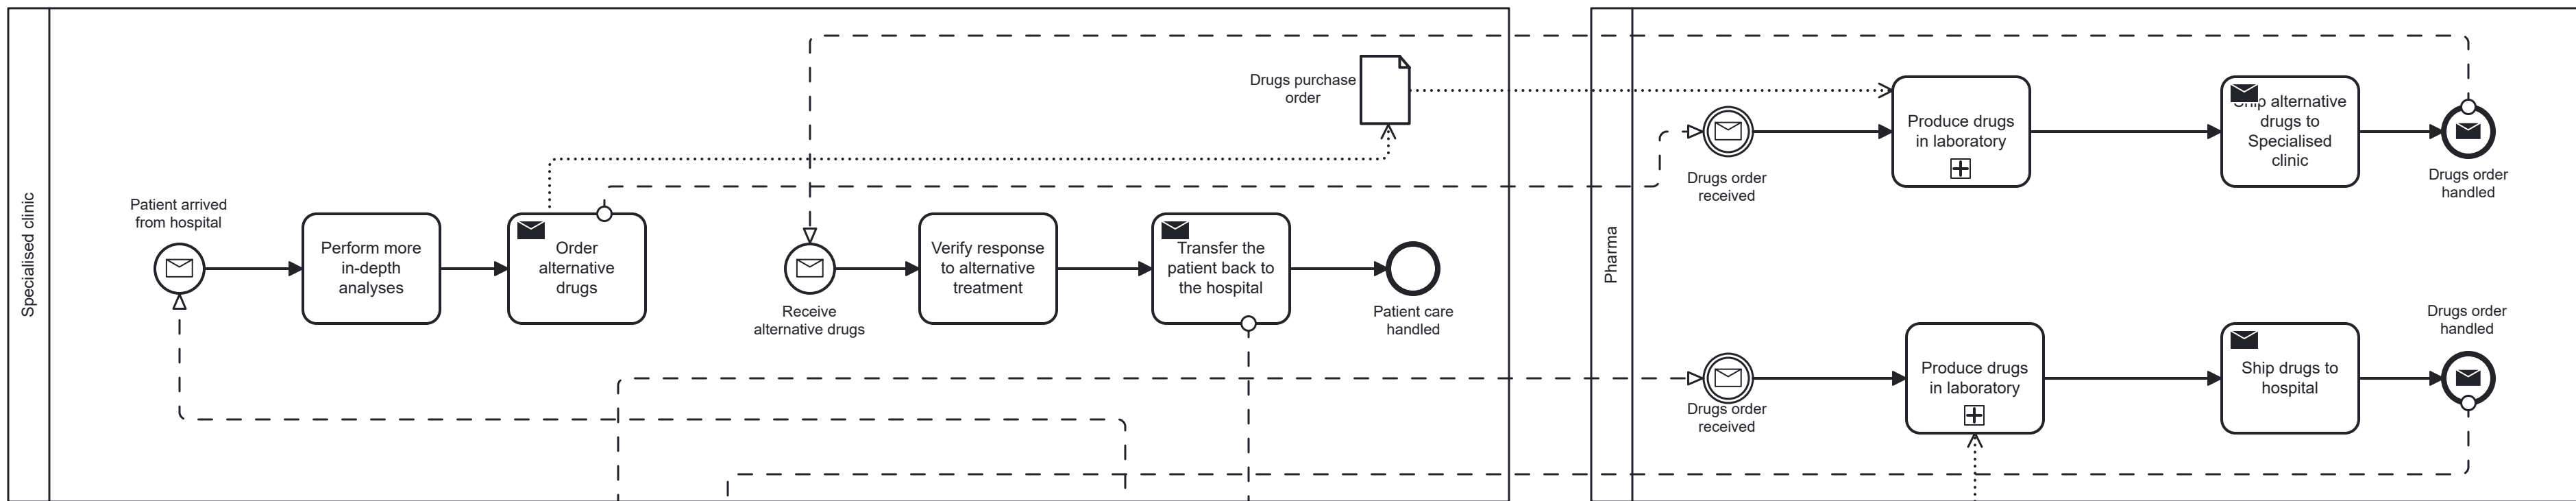 Specialised clinic
Patient arrived
from hospital
Perform more
in-depth
analyses
Order
alternative
drugs
Drugs purchase
order
Receive
alternative drugs
Verify response
to alternative
treatment
Transfer the
patient back to
the hospital
Patient care
handled
Pharma
Drugs order
received
Produce drugs
in laboratory
Ship alternative
drugs to
Specialised
clinic
Drugs order
handled
Drugs order
received
Produce drugs
in laboratory
Ship drugs to
hospital
Drugs order
handled